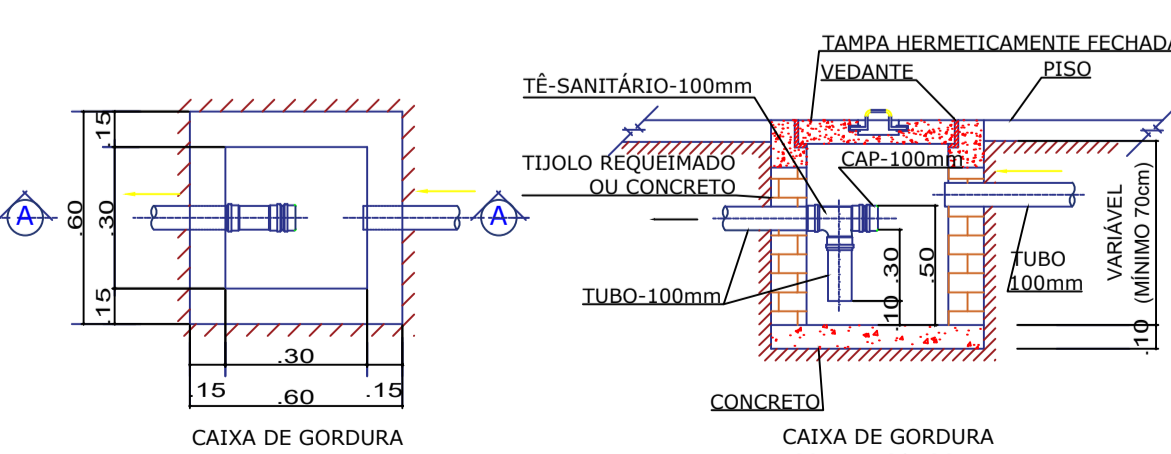 .15
.60
.30
.15
A
A
.30
.15
.15
.60
CAIXA DE GORDURA
TAMPA HERMETICAMENTE FECHADA
VEDANTE
PISO
TÊ-SANITÁRIO-100mm
TIJOLO REQUEIMADO
OU CONCRETO
CAP-100mm
TUBO-100mm
.30
.50
.10
TUBO
100mm
VARIÁVEL
(MÍNIMO 70cm)
.10
CONCRETO
CAIXA DE GORDURA